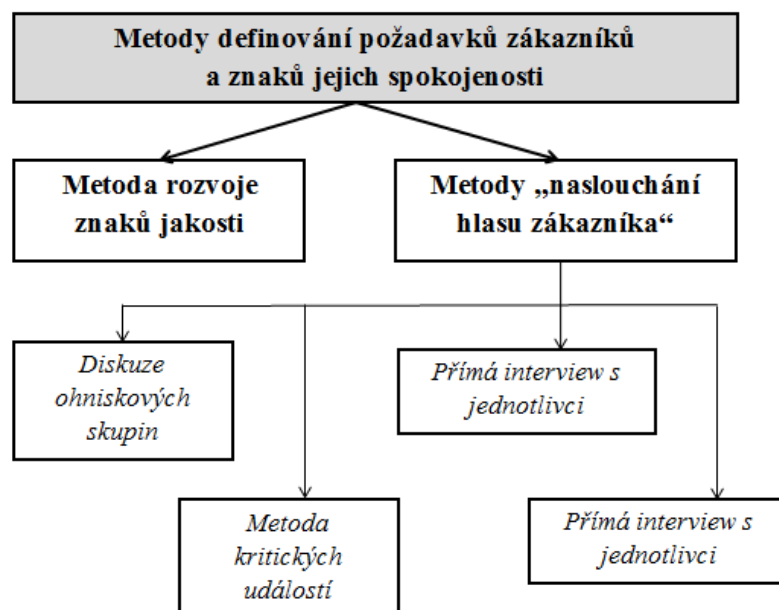 Metody definování požadavků zákazníků
a znaků jejich spokojenosti
Metoda rozvoje
znaků jakosti
Metody „naslouchání
hlasu zákazníka“
Diskuze
ohniskových
skupin
Přímá interview s
jednotlivci
Metoda
kritických
událostí
Přímá interview s
jednotlivci